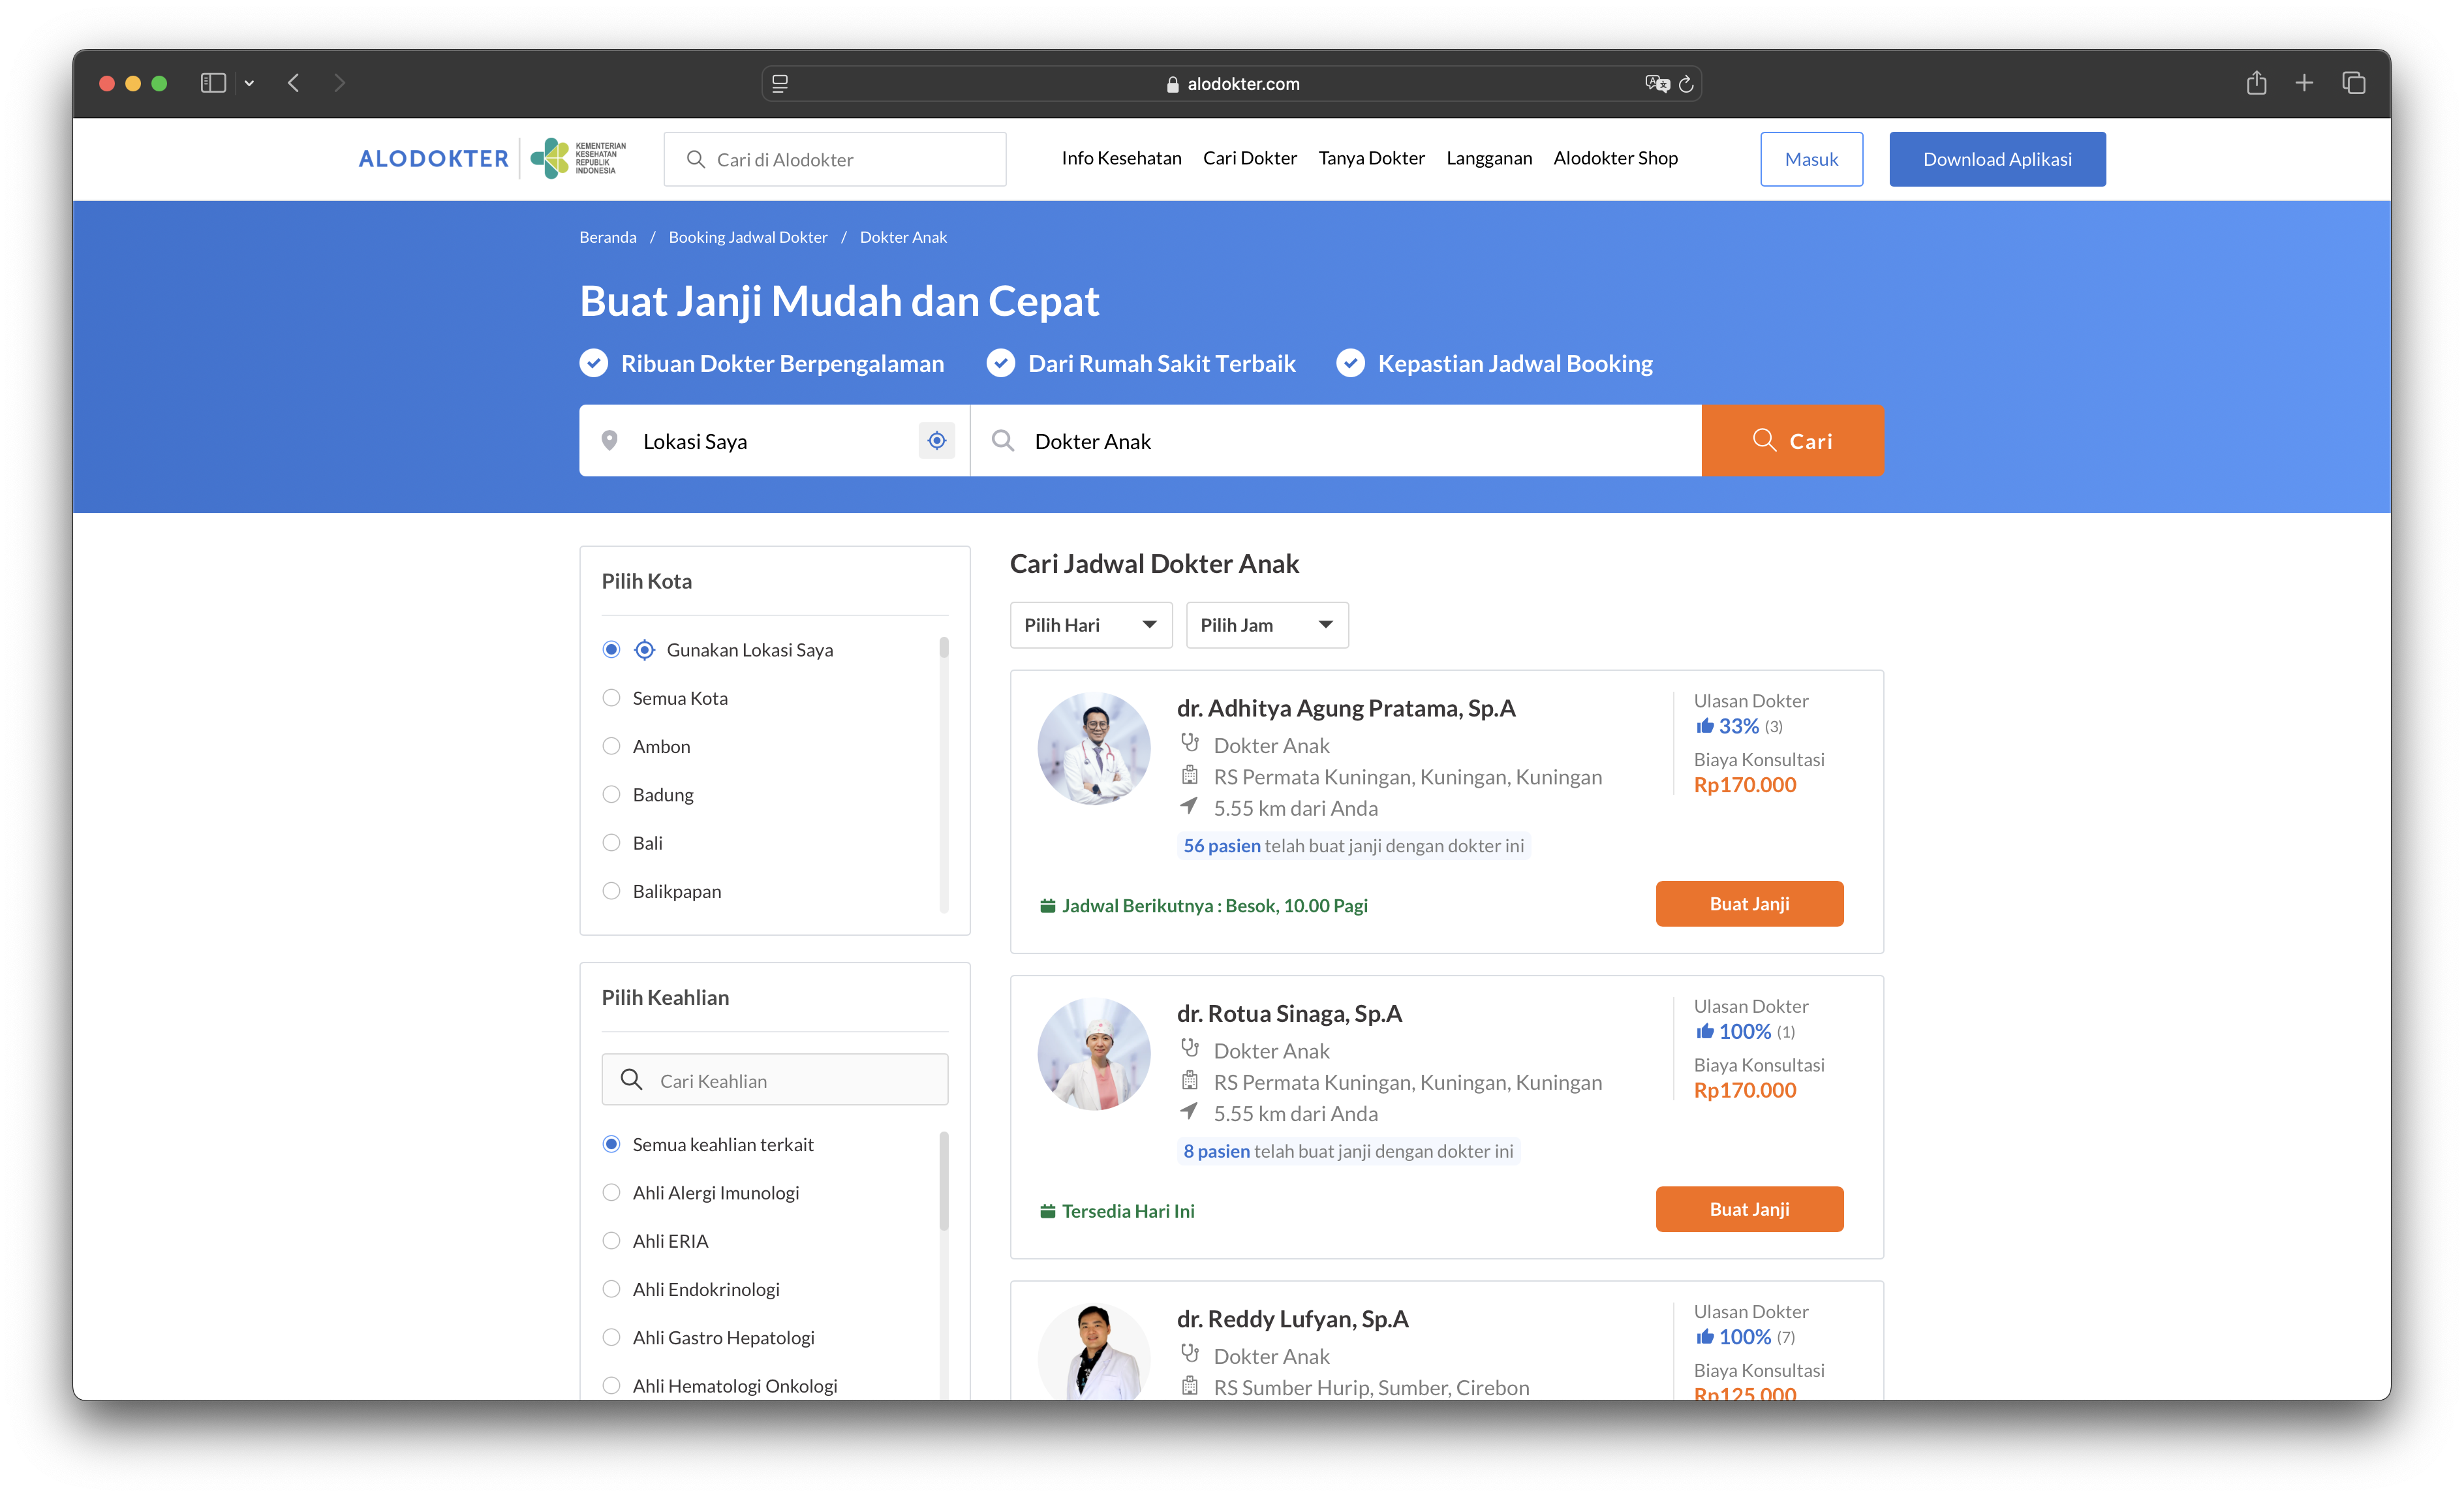 alodokter.com
ALODOKTER
KEMENTERIAN
KESEHATAN
REPUBLIK
INDONESIA
Cari di Alodokter
Info Kesehatan
Cari Dokter
Tanya Dokter
Langganan
Alodokter Shop
Masuk
Download Aplikasi
Beranda / Booking Jadwal Dokter / Dokter Anak
Buat Janji Mudah dan Cepat
Ribuan Dokter Berpengalaman
Dari Rumah Sakit Terbaik
Kepastian Jadwal Booking
Lokasi Saya
Dokter Anak
Cari
Pilih Kota
Gunakan Lokasi Saya
Semua Kota
Ambon
Badung
Bali
Balikpapan
Pilih Keahlian
Cari Keahlian
Semua keahlian terkait
Ahli Alergi Imunologi
Ahli ERIA
Ahli Endokrinologi
Ahli Gastro Hepatologi
Ahli Hematologi Onkologi
Cari Jadwal Dokter Anak
Pilih Hari
Pilih Jam
dr. Adhitya Agung Pratama, Sp.A
Dokter Anak
RS Permata Kuningan, Kuningan, Kuningan
5.55 km dari Anda
56 pasien telah buat janji dengan dokter ini
Jadwal Berikutnya : Besok, 10.00 Pagi
Ulasan Dokter
33% (3)
Biaya Konsultasi
Rp170.000
Buat Janji
dr. Rotua Sinaga, Sp.A
Dokter Anak
RS Permata Kuningan, Kuningan, Kuningan
5.55 km dari Anda
8 pasien telah buat janji dengan dokter ini
Tersedia Hari Ini
Ulasan Dokter
100% (1)
Biaya Konsultasi
Rp170.000
Buat Janji
dr. Reddy Lufyan, Sp.A
Dokter Anak
RS Sumber Hurip, Sumber, Cirebon
Ulasan Dokter
100% (7)
Biaya Konsultasi
Rp125.000